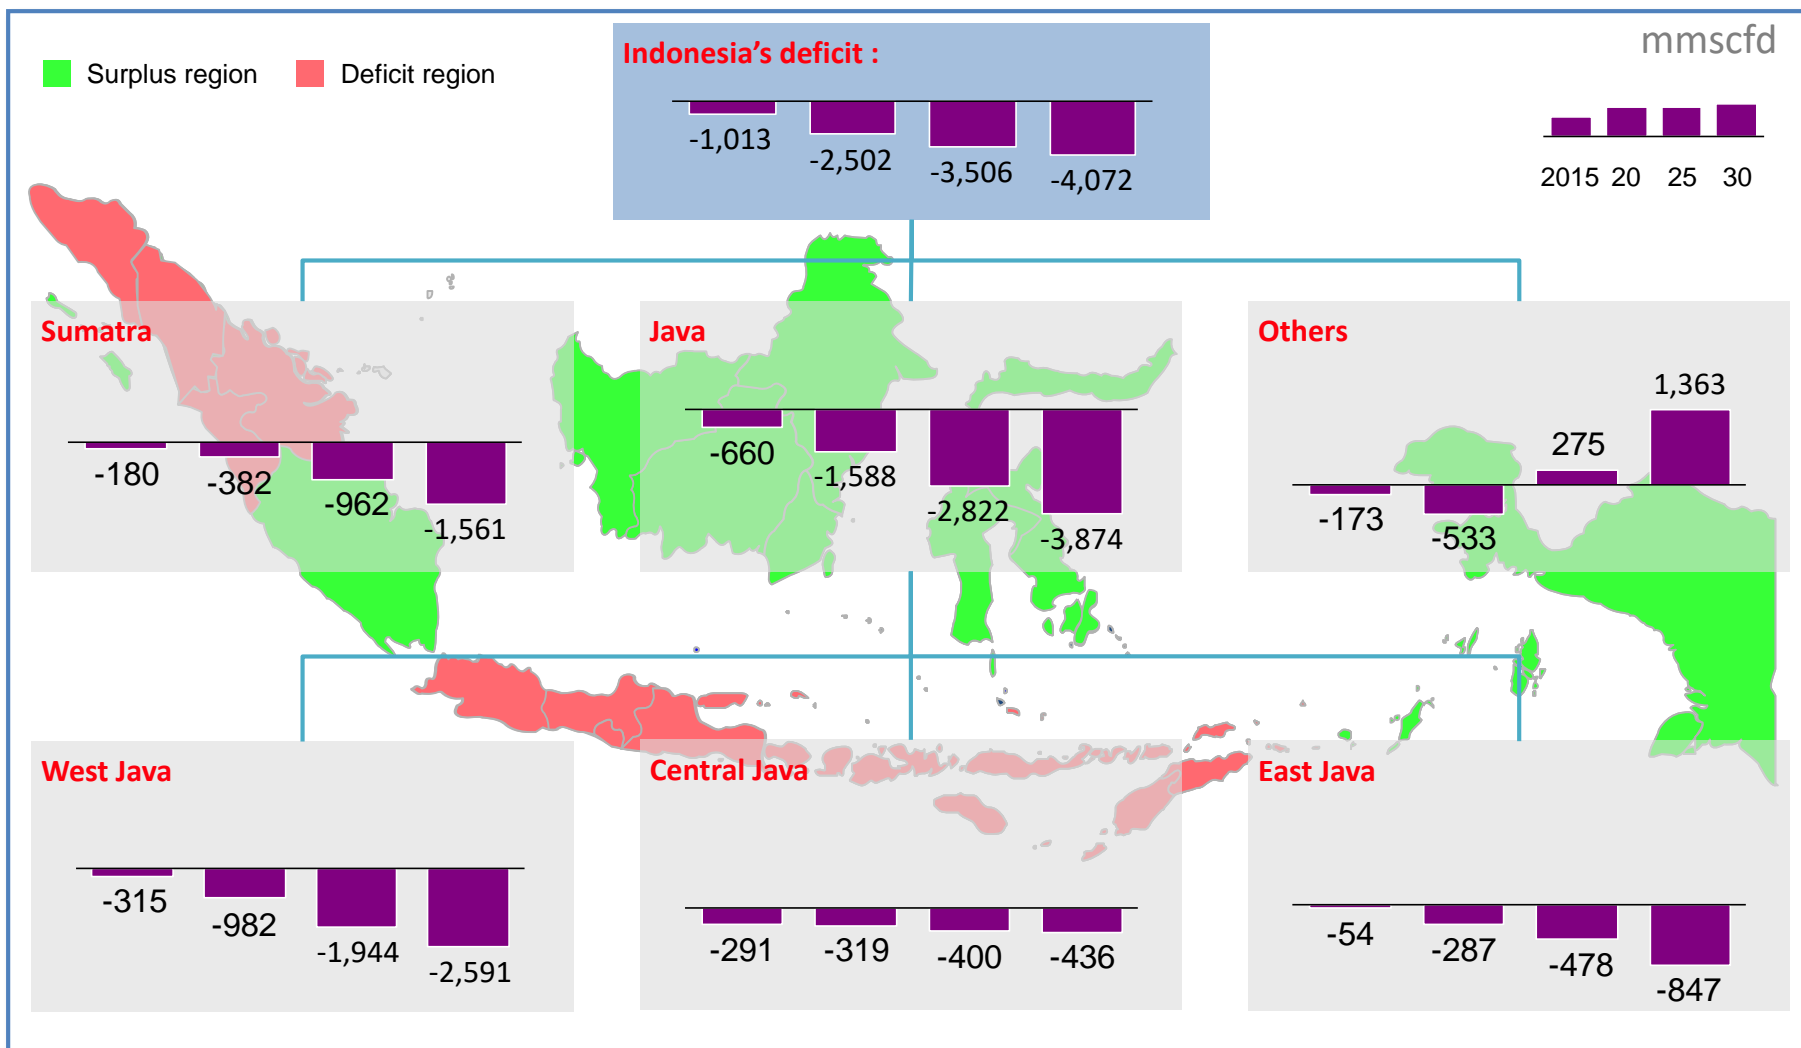 Surplus region
Deficit region
Indonesia's deficit :
-1,013
-2,502
-3,506
-4,072
mmscfd
2015 20 25 30
Sumatra
-180
-382
-962
-1,561
Java
-660
-1,588
-2,822
-3,874
Others
-173
-533
275
1,363
West Java
-315
-982
-1,944
-2,591
Central Java
-291
-319
-400
-436
East Java
-54
-287
-478
-847